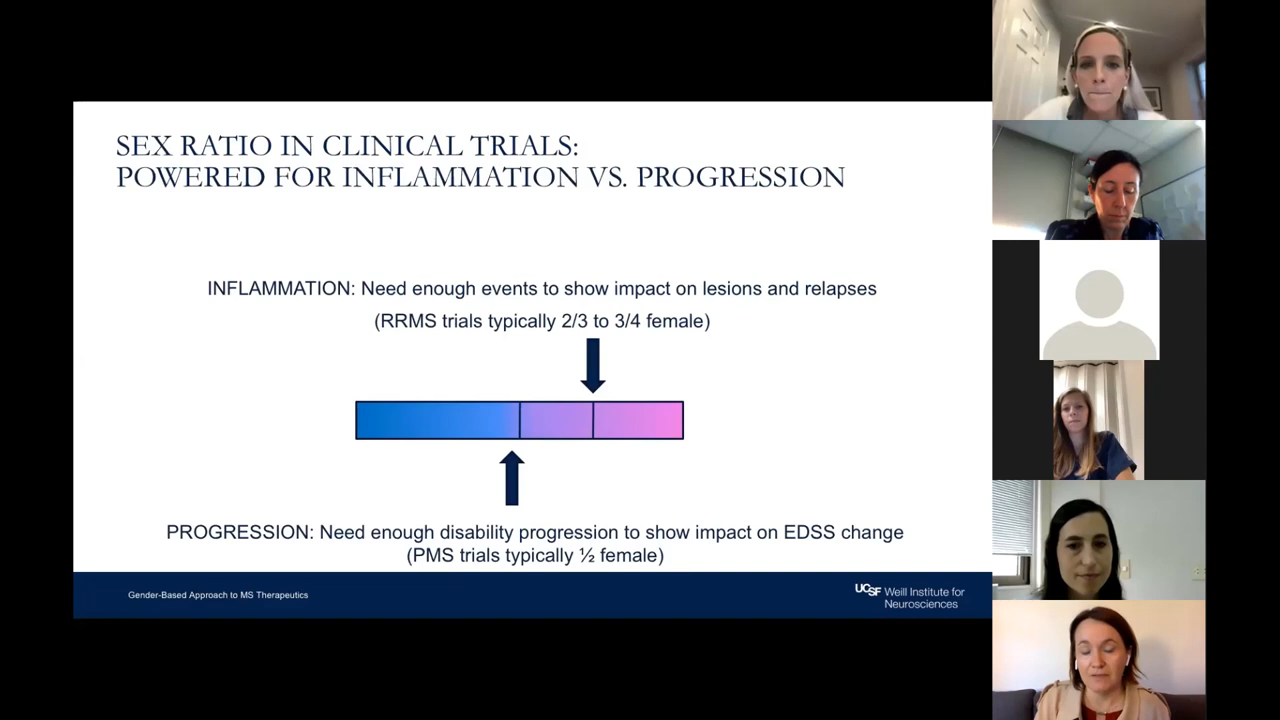 SEX RATIO IN CLINICAL TRIALS:
POWERED FOR INFLAMMATION VS. PROGRESSION
INFLAMMATION: Need enough events to show impact on lesions and relapses
(RRMS trials typically 2/3 to 3/4 female)
PROGRESSION: Need enough disability progression to show impact on EDSS change
(PMS trials typically ½ female)
Gender-Based Approach to MS Therapeutics
UCSF Weill Institute for
Neurosciences